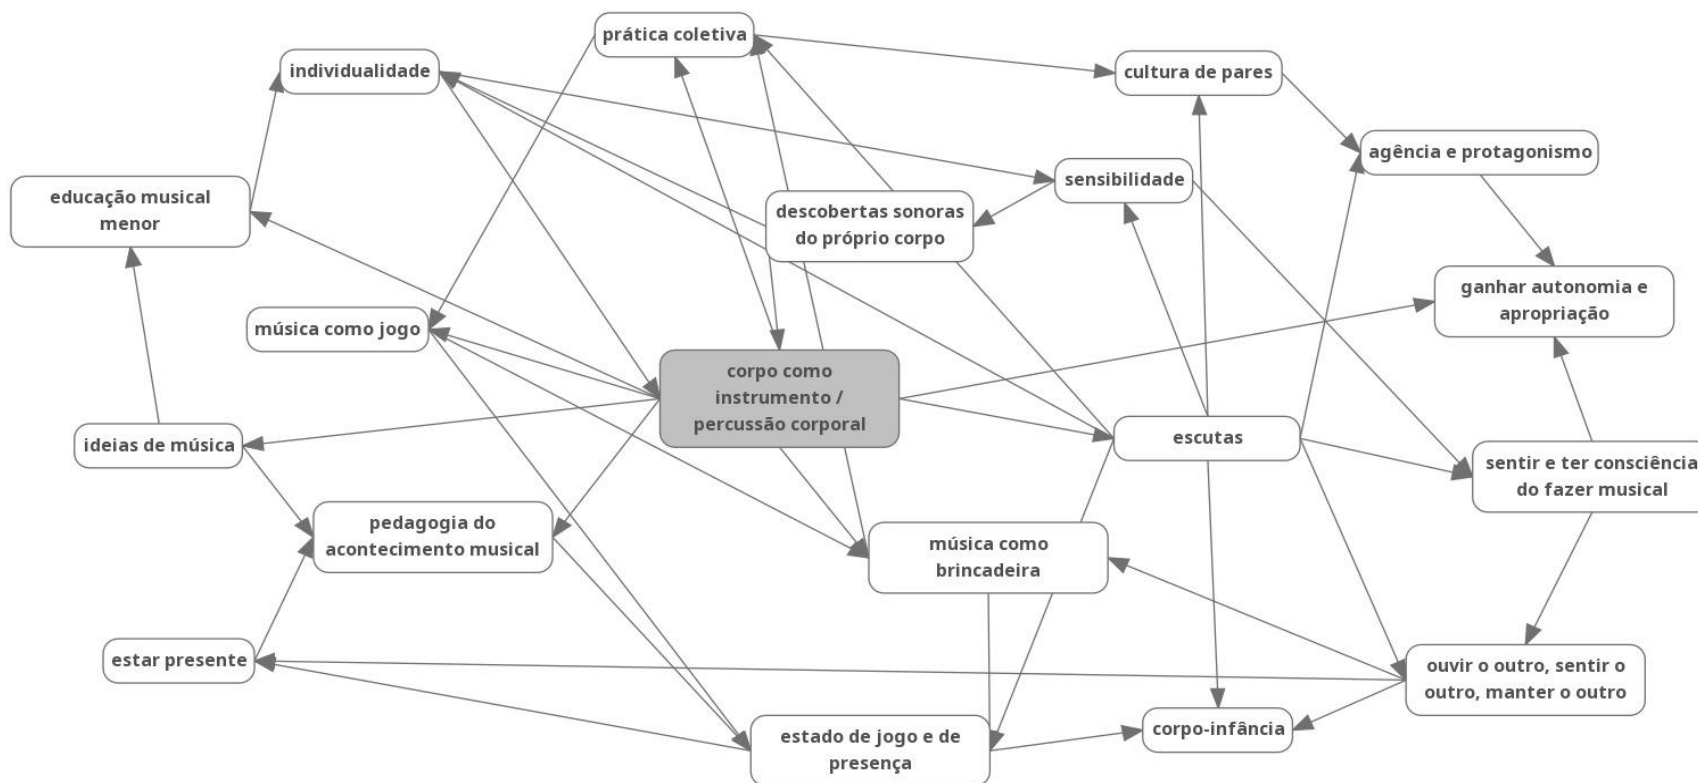 prática coletiva
individualidade
cultura de pares
agência e protagonismo
sensibilidade
educação musical
menor
descobertas sonoras
do próprio corpo
ganhar autonomia e
apropriação
música como jogo
corpo como
instrumento /
percussão corporal
ideias de música
escutas
sentir e ter consciência
do fazer musical
pedagogia do
acontecimento musical
música como
brincadeira
estar presente
ouvir o outro, sentir o
outro, manter o outro
estado de jogo e de
presença
corpo-infância